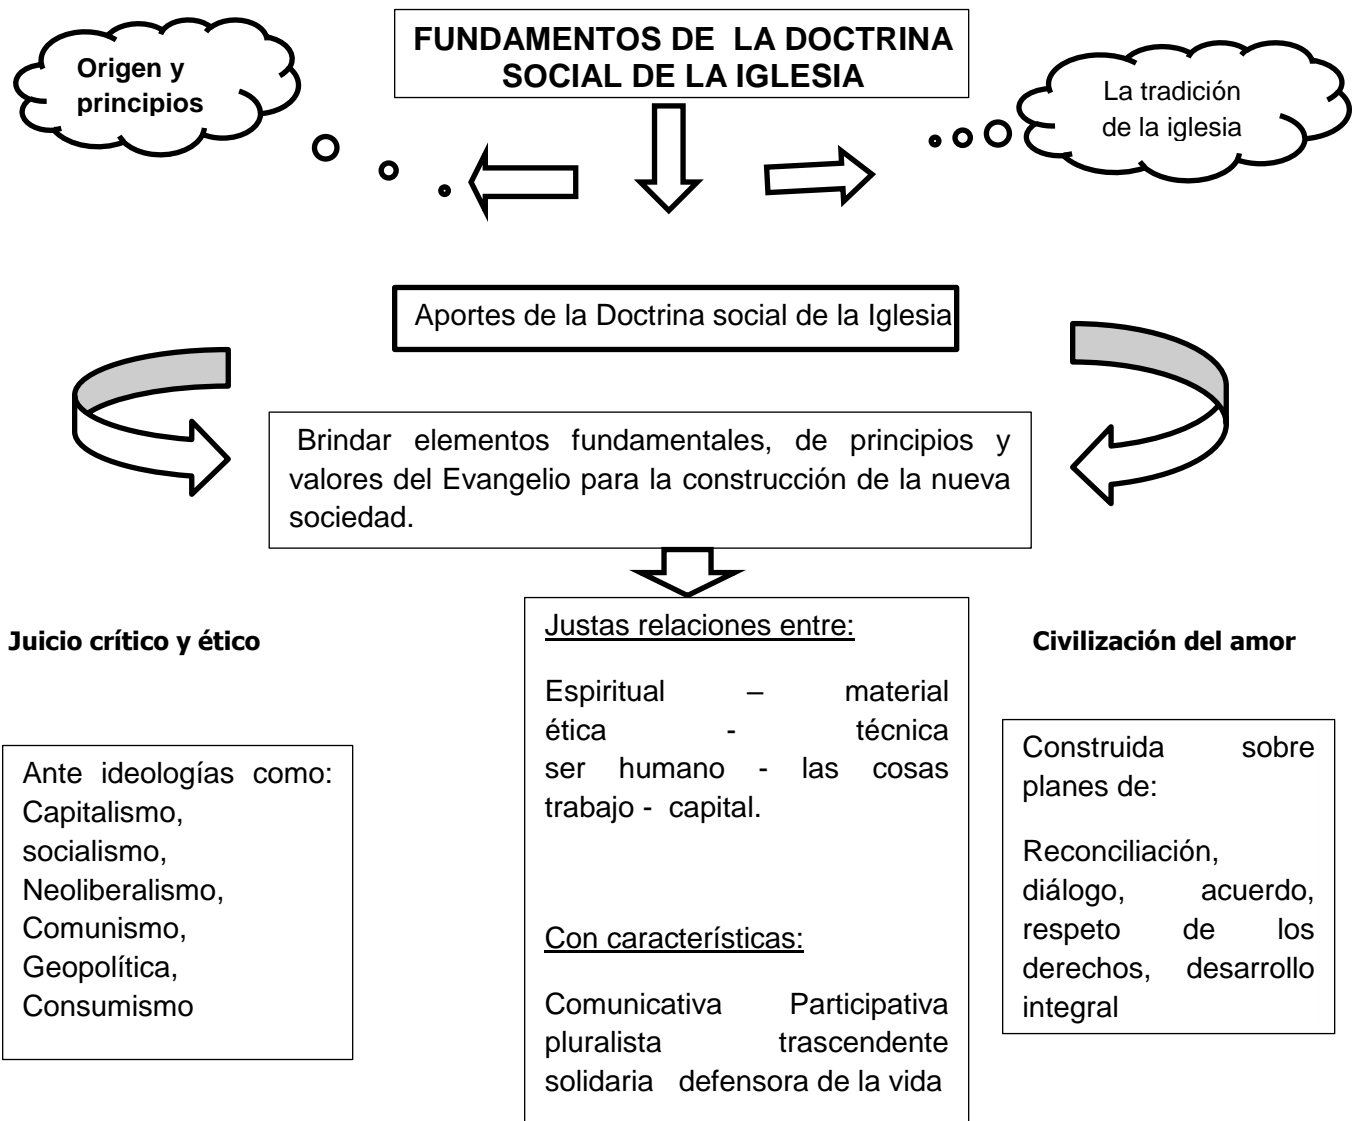 Origen y
principios
FUNDAMENTOS DE LA DOCTRINA
SOCIAL DE LA IGLESIA
La tradición
de la iglesia
Aportes de la Doctrina social de la Iglesia
Brindar elementos fundamentales, de principios y
valores del Evangelio para la construcción de la nueva
sociedad.
Juicio crítico y ético
Ante ideologías como:
Capitalismo,
socialismo,
Neoliberalismo,
Comunismo,
Geopolítica,
Consumismo
Justas relaciones entre:
Espiritual – material
ética - técnica
ser humano - las cosas
trabajo - capital.
Con características:
Comunicativa Participativa
pluralista trascendente
solidaria defensora de la vida
Civilización del amor
Construida sobre
planes de:
Reconciliación,
diálogo, acuerdo,
respeto de los
derechos, desarrollo
integral